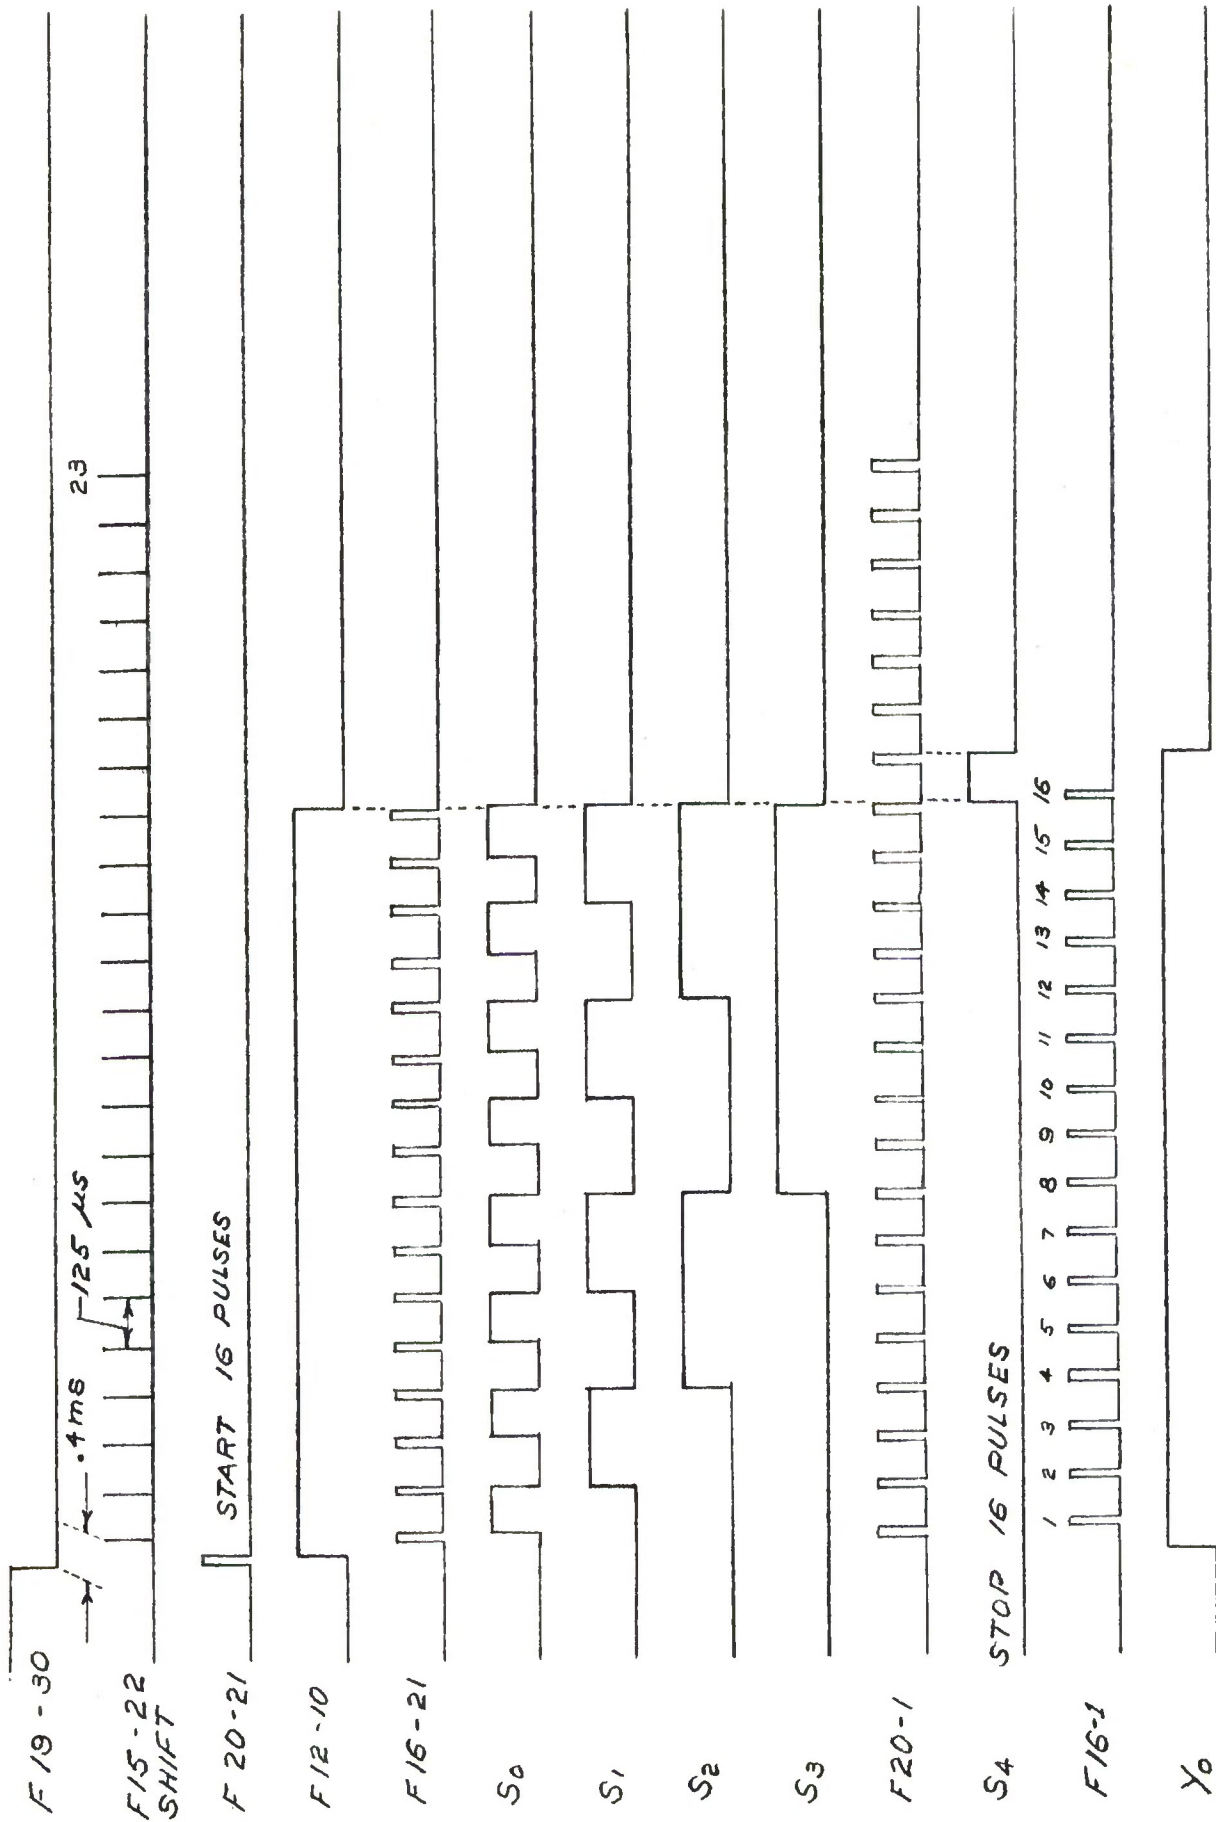 F 19-30
.4ms
125 µs
23
F15-22
SHIFT
F 20-21
START 16 PULSES
F12-10
F16-21
S0
S1
S2
S3
F20-1
S4
STOP 16 PULSES
F16-1
1 2 3 4 5 6 7 8 9 10 11 12 13 14 15 16
Y0